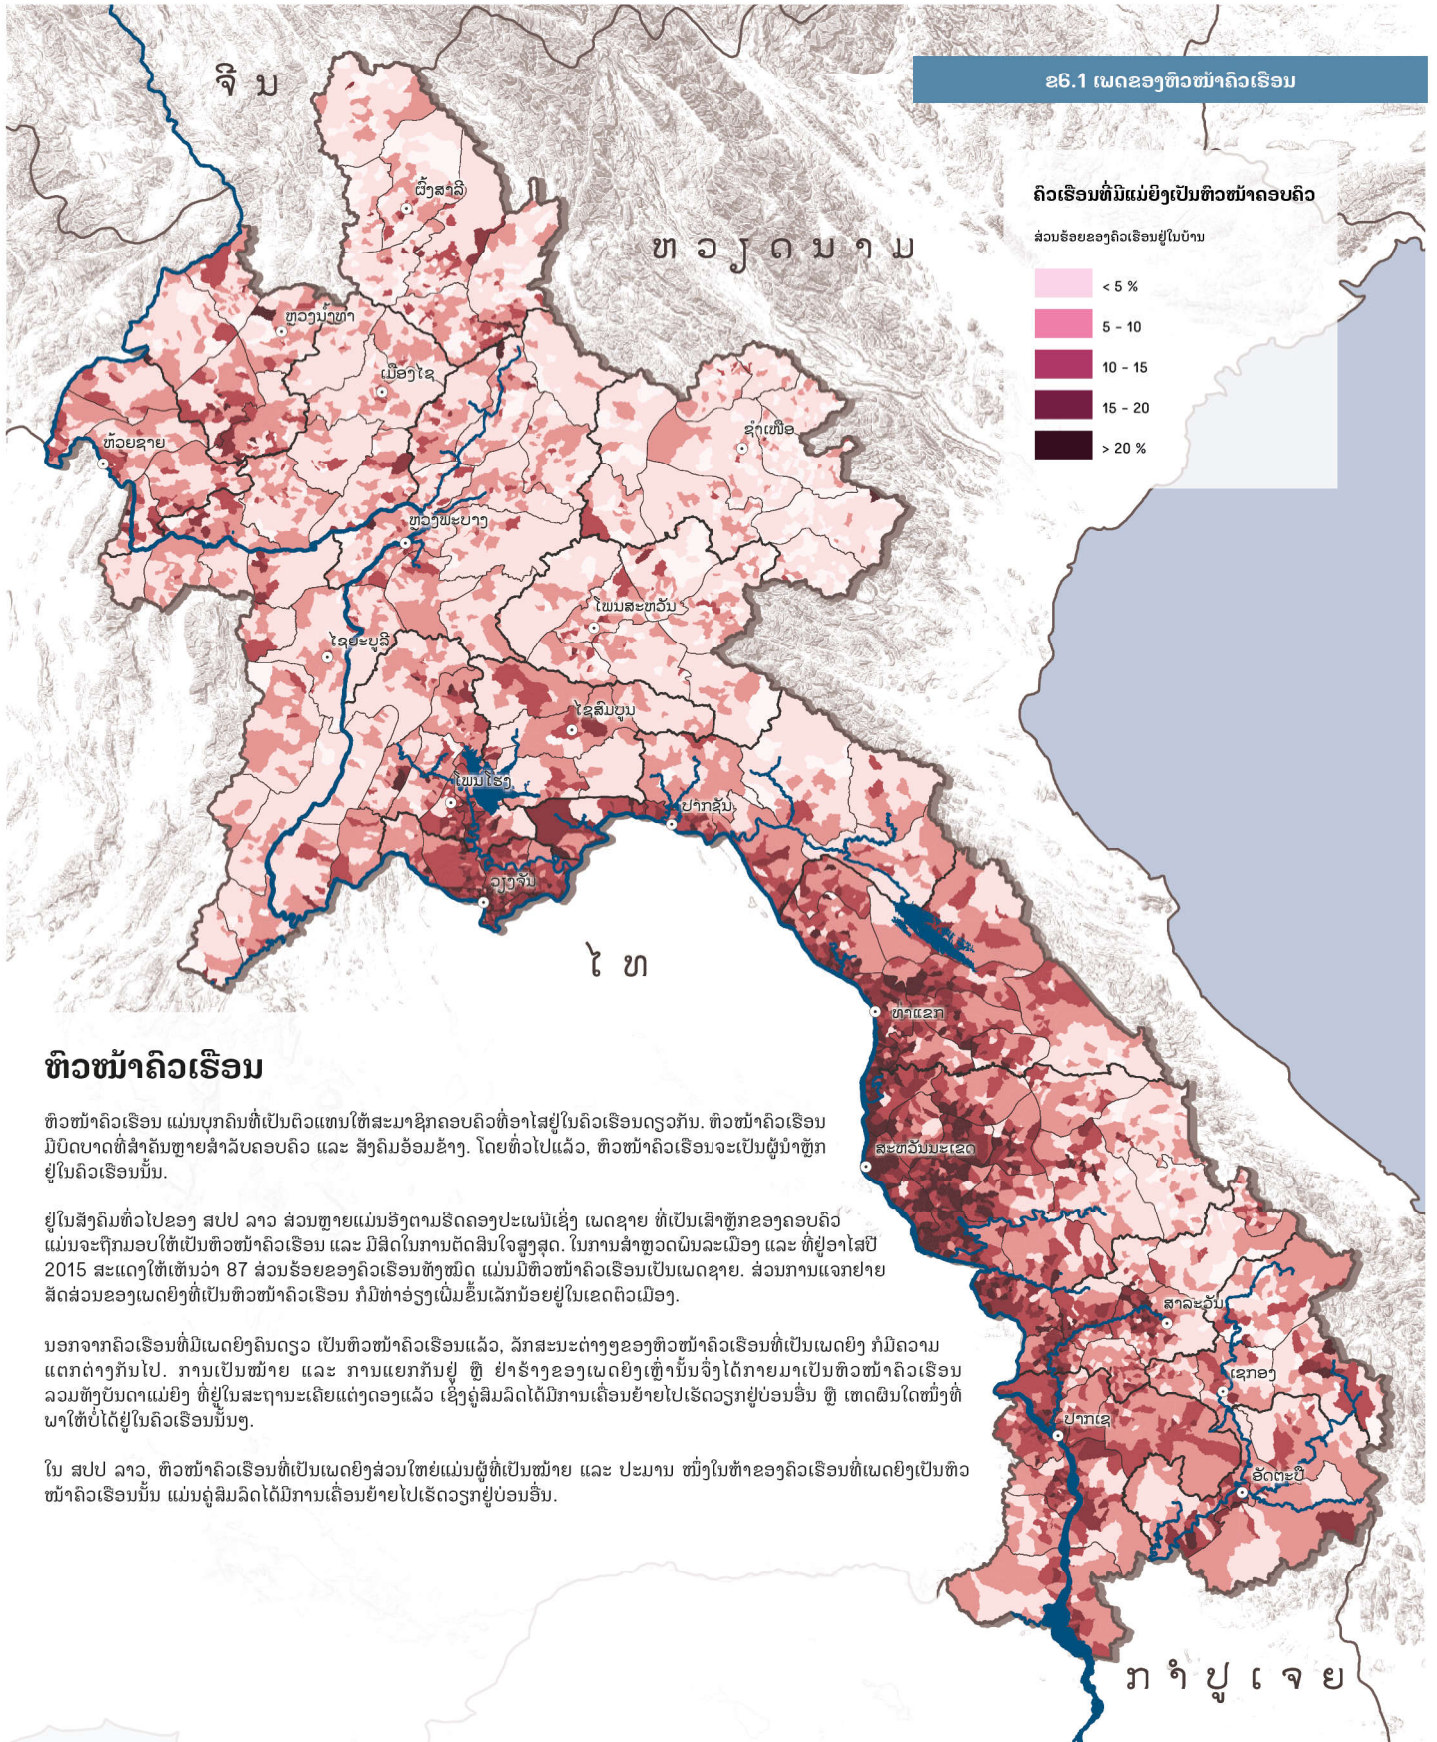 ຈີນ
ຂ6.1 ເພດຂອງຫົວໜ້າຄົວເຮືອນ
ຄົວເຮືອນທີ່ມີແມ່ຍິງເປັນຫົວໜ້າຄອບຄົວ
ສ່ວນຮ້ອຍຂອງຄົວເຮືອນຢູ່ໃນບ້ານ
< 5 %
5 - 10
10 - 15
15 - 20
> 20 %
ຫວຽດນາມ
ຜົ້ງສາລີ
ຫຼວງນ້ຳທາ
ເມືອງໄຊ
ຫ້ວຍຊາຍ
ຊຳເໜືອ
ຫຼວງພະບາງ
ໂພນສະຫວັນ
ໄຊຍະບູລີ
ໄຊສົມບູນ
ໂພນໂຮງ
ປາກຊັນ
ວຽງຈັນ
ໄທ
ທ່າແຂກ
ສະຫວັນນະເຂດ
ສາລະວັນ
ເຊກອງ
ປາກເຊ
ອັດຕະປື
ກຳປູເຈຍ
ຫົວໜ້າຄົວເຮືອນ
ຫົວໜ້າຄົວເຮືອນ ແມ່ນບຸກຄົນທີ່ເປັນຕົວແທນໃຫ້ສະມາຊິກຄອບຄົວທີ່ອາໄສຢູ່ໃນຄົວເຮືອນດຽວກັນ. ຫົວໜ້າຄົວເຮືອນ
ມີບົດບາດທີ່ສຳຄັນຫຼາຍສຳລັບຄອບຄົວ ແລະ ສັງຄົມອ້ອມຂ້າງ. ໂດຍທົ່ວໄປແລ້ວ, ຫົວໜ້າຄົວເຮືອນຈະເປັນຜູ້ນຳຫຼັກ
ຢູ່ໃນຄົວເຮືອນນັ້ນ.
ຢູ່ໃນສັງຄົມທົ່ວໄປຂອງ ສປປ ລາວ ສ່ວນຫຼາຍແມ່ນອີງຕາມຮີດຄອງປະເພນີເຊິ່ງ ເພດຊາຍ ທີ່ເປັນເສົາຫຼັກຂອງຄອບຄົວ
ແມ່ນຈະຖືກມອບໃຫ້ເປັນຫົວໜ້າຄົວເຮືອນ ແລະ ມີສິດໃນການຕັດສິນໃຈສູງສຸດ. ໃນການສຳຫຼວດພົນລະເມືອງ ແລະ ທີ່ຢູ່ອາໄສປີ
2015 ສະແດງໃຫ້ເຫັນວ່າ 87 ສ່ວນຮ້ອຍຂອງຄົວເຮືອນທັງໝົດ ແມ່ນມີຫົວໜ້າຄົວເຮືອນເປັນເພດຊາຍ. ສ່ວນການແຈກຢາຍ
ສັດສ່ວນຂອງເພດຍິງທີ່ເປັນຫົວໜ້າຄົວເຮືອນ ກໍມີທ່າອ່ຽງເພີ່ມຂຶ້ນເລັກນ້ອຍຢູ່ໃນເຂດຕົວເມືອງ.
ນອກຈາກຄົວເຮືອນທີ່ມີເພດຍິງຄົນດຽວ ເປັນຫົວໜ້າຄົວເຮືອນແລ້ວ, ລັກສະນະຕ່າງໆຂອງຫົວໜ້າຄົວເຮືອນທີ່ເປັນເພດຍິງ ກໍມີຄວາມ
ແຕກຕ່າງກັນໄປ. ການເປັນໝ້າຍ ແລະ ການແຍກກັນຢູ່ ຫຼື ຢ່າຮ້າງຂອງເພດຍິງເຫຼົ່ານັ້ນຈຶ່ງໄດ້ກາຍມາເປັນຫົວໜ້າຄົວເຮືອນ
ລວມທັງບັນດາແມ່ຍິງ ທີ່ຢູ່ໃນສະຖານະເຄີຍແຕ່ງດອງແລ້ວ ເຊິ່ງຄູ່ສົມລົດໄດ້ມີການເຄື່ອນຍ້າຍໄປເຮັດວຽກຢູ່ບ່ອນອື່ນ ຫຼື ເຫດຜົນໃດໜຶ່ງທີ່
ພາໃຫ້ບໍ່ໄດ້ຢູ່ໃນຄົວເຮືອນນັ້ນໆ.
ໃນ ສປປ ລາວ, ຫົວໜ້າຄົວເຮືອນທີ່ເປັນເພດຍິງສ່ວນໃຫຍ່ແມ່ນຜູ້ທີ່ເປັນໝ້າຍ ແລະ ປະມານ ໜຶ່ງໃນຫ້າຂອງຄົວເຮືອນທີ່ເພດຍິງເປັນຫົວ
ໜ້າຄົວເຮືອນນັ້ນ ແມ່ນຄູ່ສົມລົດໄດ້ມີການເຄື່ອນຍ້າຍໄປເຮັດວຽກຢູ່ບ່ອນອື່ນ.